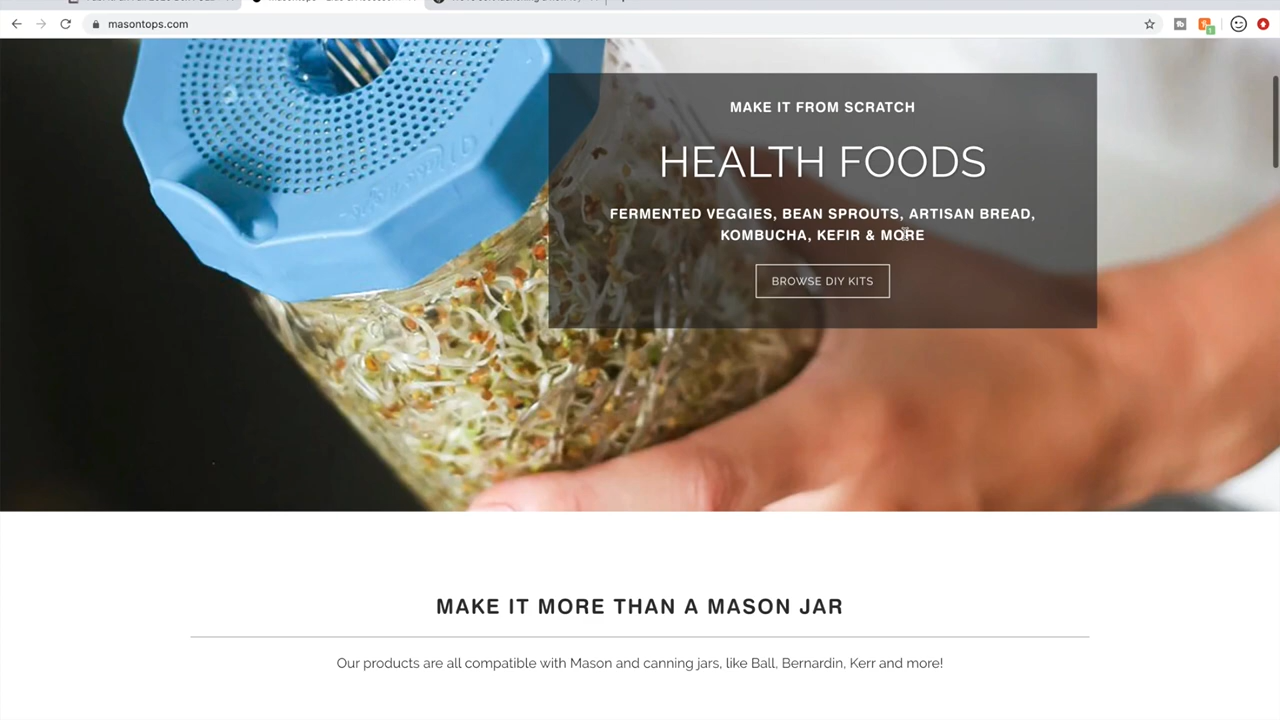 masontops.com
MAKE IT FROM SCRATCH
HEALTH FOODS
FERMENTED VEGGIES, BEAN SPROUTS, ARTISAN BREAD,
KOMBUCHA, KEFIR & MORE
BROWSE DIY KITS
MAKE IT MORE THAN A MASON JAR
Our products are all compatible with Mason and canning jars, like Ball, Bernardin, Kerr and more!